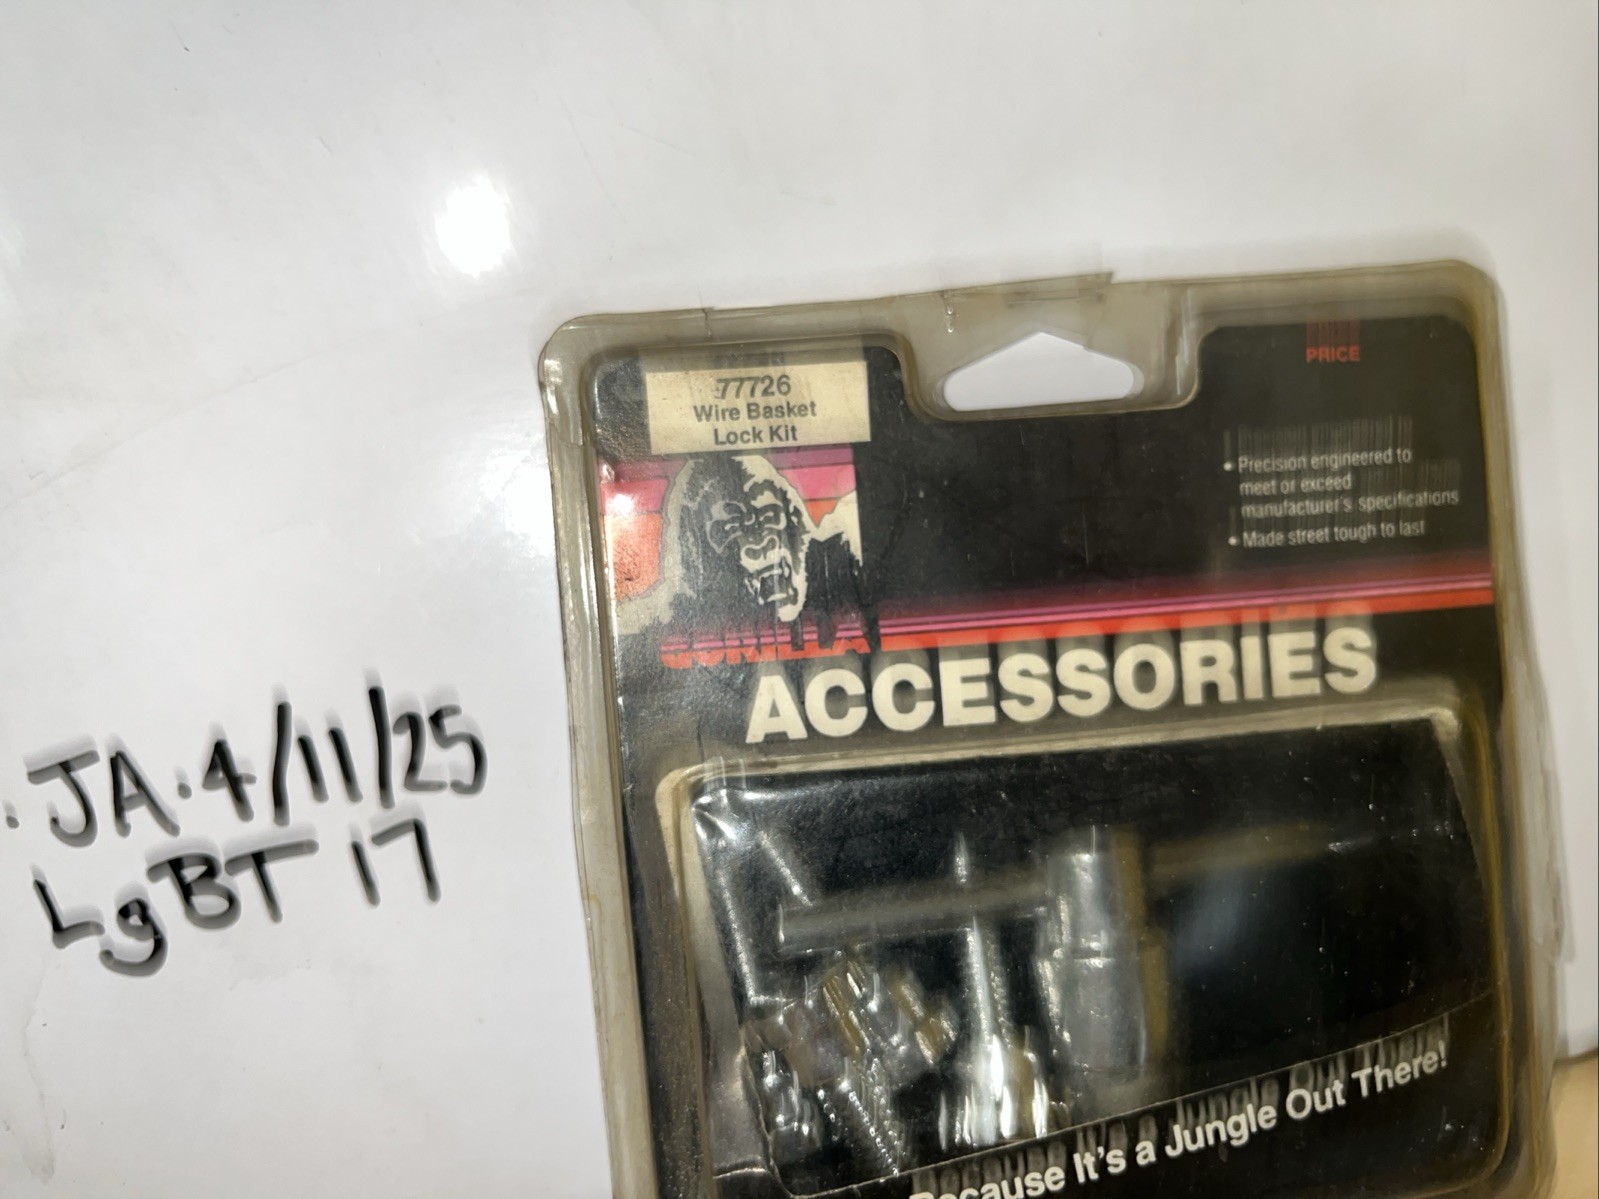 77726
Wire Basket
Lock Kit
PRICE
• Precision engineered to
meet or exceed
manufacturer's specifications
• Made street tough to last
GORILLA
ACCESSORIES
JA. 4/11/25
LgBT 17
Because It's a Jungle Out There!